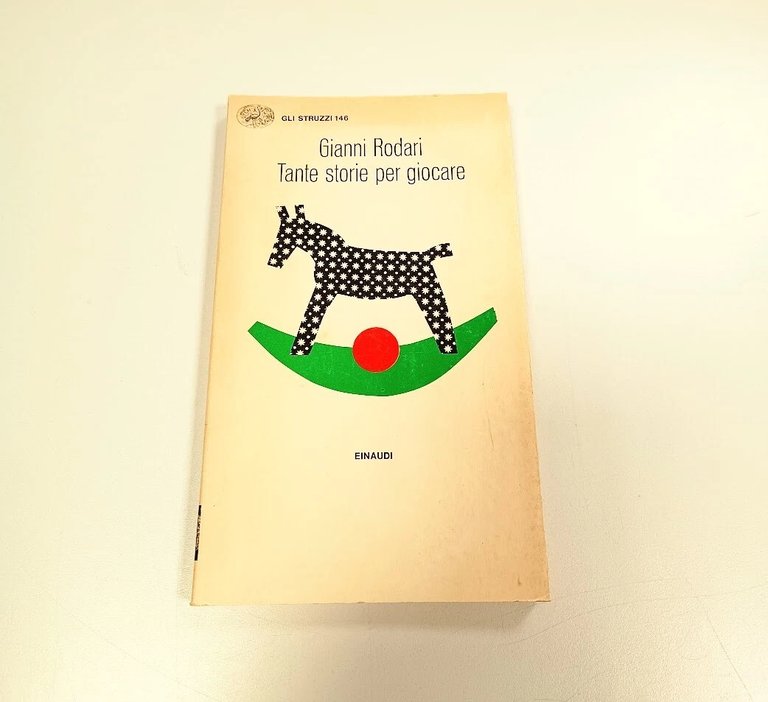 GLI STRUZZI 146
Gianni Rodari
Tante storie per giocare
EINAUDI